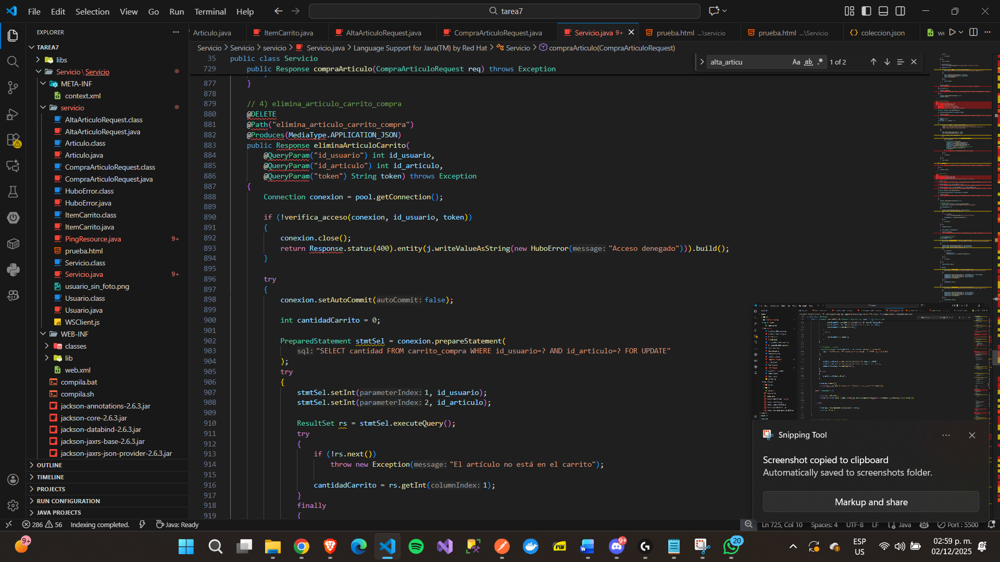 File Edit Selection View Go Run Terminal Help
tarea7
EXPLORER
Articulo.java
ItemCarrito.java
AltaArticuloRequest.java
CompraArticuloRequest.java
Servicio.java 9+
prueba.html ...\servicio
prueba.html ...\Servicio
coleccion.json
Servicio > Servicio > servicio > Servicio.java > Language Support for Java(TM) by Red Hat > Servicio > compraArticulo(CompraArticuloRequest)
alta_articu
Aa ab
1 of 2
TAREA7
libs
Servicio \ Servicio
META-INF
context.xml
servicio
AltaArticuloRequest.class
AltaArticuloRequest.java
Articulo.class
Articulo.java
CompraArticuloRequest.class
CompraArticuloRequest.java
HuboError.class
HuboError.java
ItemCarrito.class
ItemCarrito.java
PingResource.java 9+
prueba.html
Servicio.class
Servicio.java 9+
usuario_sin_foto.png
Usuario.class
Usuario.java
WSClient.js
WEB-INF
classes
lib
web.xml
compila.bat
compila.sh
jackson-annotations-2.6.3.jar
jackson-core-2.6.3.jar
jackson-databind-2.6.3.jar
jackson-jaxrs-base-2.6.3.jar
jackson-jaxrs-json-provider-2.6.3.jar
OUTLINE
TIMELINE
PROJECTS
RUN CONFIGURATION
JAVA PROJECTS
35 public class Servicio
729 public Response compraArticulo(CompraArticuloRequest req) throws Exception
877 }
878
879 // 4) elimina_articulo_carrito_compra
880 @DELETE
881 @Path("elimina_articulo_carrito_compra")
882 @Produces(MediaType.APPLICATION_JSON)
883 public Response eliminaArticuloCarrito(
884 @QueryParam("id_usuario") int id_usuario,
885 @QueryParam("id_articulo") int id_articulo,
886 @QueryParam("token") String token) throws Exception
887 {
888 Connection conexion = pool.getConnection();
889
890 if (!verifica_acceso(conexion, id_usuario, token))
891 {
892 conexion.close();
893 return Response.status(400).entity(j.writeValueAsString(new HuboError(message: "Acceso denegado"))).build();
894 }
895
896 try
897 {
898 conexion.setAutoCommit(autoCommit: false);
899
900 int cantidadCarrito = 0;
901
902 PreparedStatement stmtSel = conexion.prepareStatement(
903 sql: "SELECT cantidad FROM carrito_compra WHERE id_usuario=? AND id_articulo=? FOR UPDATE"
904 );
905 try
906 {
907 stmtSel.setInt(parameterIndex: 1, id_usuario);
908 stmtSel.setInt(parameterIndex: 2, id_articulo);
909
910 ResultSet rs = stmtSel.executeQuery();
911 try
912 {
913 if (!rs.next())
914 throw new Exception(message: "El artículo no está en el carrito");
915
916 cantidadCarrito = rs.getInt(columnIndex: 1);
917 }
918 finally
919 {
Snipping Tool
Screenshot copied to clipboard
Automatically saved to screenshots folder.
Markup and share
286 56 Indexing completed. Java: Ready
Ln 725, Col 10 Spaces: 4 UTF-8 LF Java Port : 5500
9+
PDF
9+
20
ESP
US
02:59 p. m.
02/12/2025